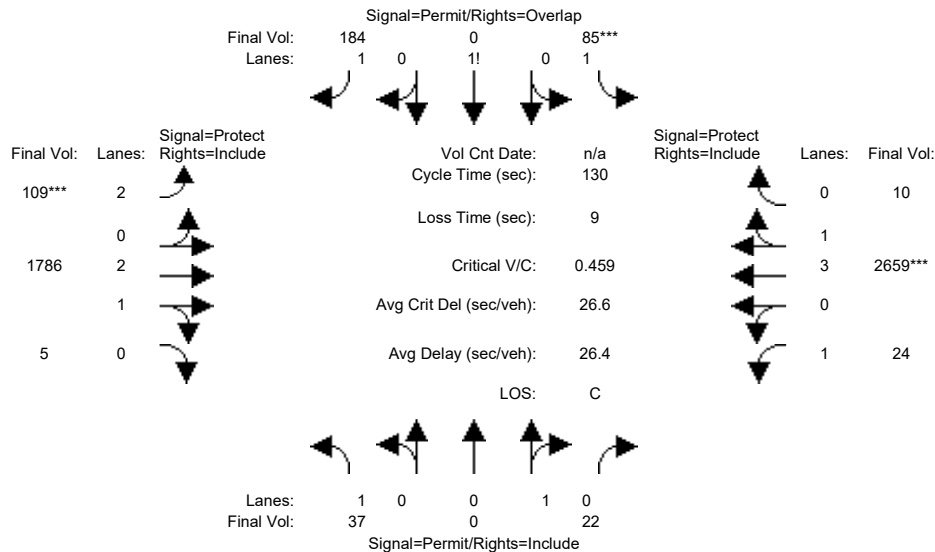 Signal=Permit/Rights=Overlap
Final Vol: 184 0 85***
Lanes: 1 0 1! 0 1
Signal=Protect Signal=Protect
Final Vol: Lanes: Rights=Include Vol Cnt Date: n/a Rights=Include Lanes: Final Vol:
Cycle Time (sec): 130
109*** 2 0 10
Loss Time (sec): 9
0 1
1786 2 Critical V/C: 0.459 3 2659***
1 Avg Crit Del (sec/veh): 26.6 0
5 0 Avg Delay (sec/veh): 26.4 1 24
LOS: C
Lanes: 1 0 0 1 0
Final Vol: 37 0 22
Signal=Permit/Rights=Include